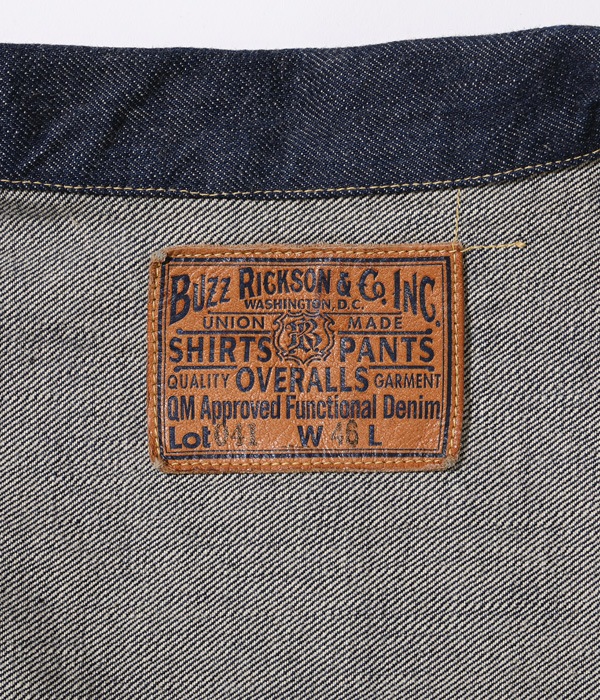 BUZZ RICKSON & CO. INC.
WASHINGTON, D.C.
UNION MADE
SHIRTS BR PANTS
QUALITY OVERALLS GARMENT
QM Approved Functional Denim
Lot 041 W 46 L